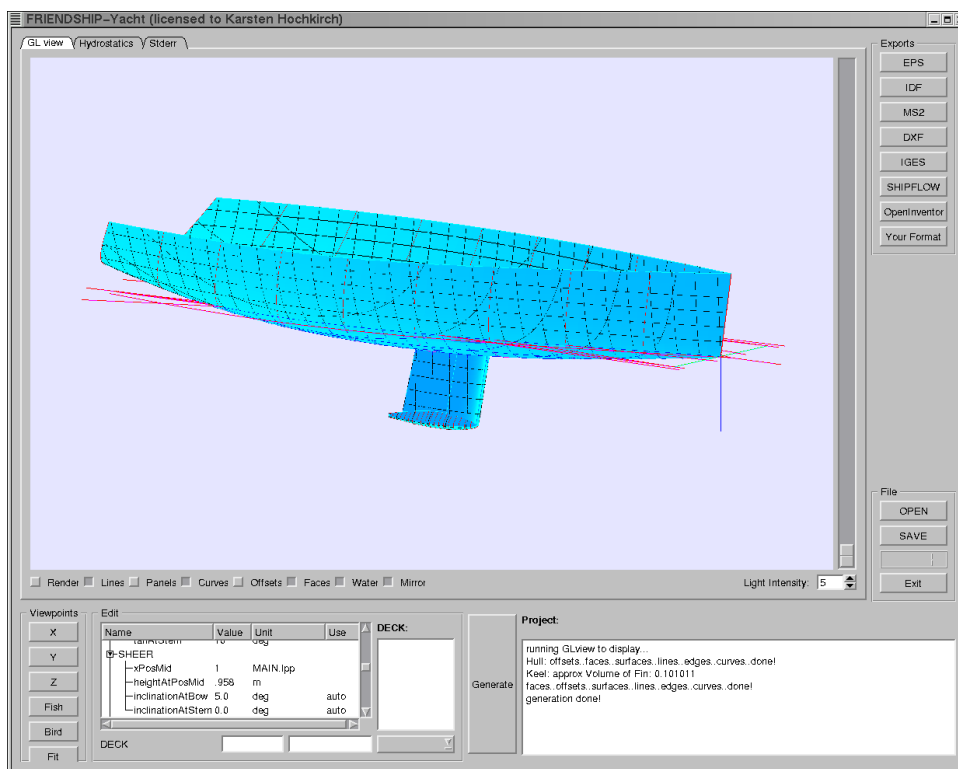 FRIENDSHIP-Yacht (licensed to Karsten Hochkirch)
GL view Hydrostatics Stderr
Exports
EPS
IDF
MS2
DXF
IGES
SHIPFLOW
OpenInventor
Your Format
File
OPEN
SAVE
Exit
Render Lines Panels Curves Offsets Faces Water Mirror
Light Intensity: 5
Viewpoints
X
Y
Z
Fish
Bird
Fit
Edit
Name Value Unit Use
tanAtStern 15 deg
SHEER
xPosMid 1 MAIN.lpp
heightAtPosMid .958 m
inclinationAtBow 5.0 deg auto
inclinationAtStern 0.0 deg auto
DECK
DECK:
Generate
Project:
running GLview to display...
Hull: offsets..faces..surfaces..lines..edges..curves..done!
Keel: approx Volume of Fin: 0.101011
faces..offsets..surfaces..lines..edges..curves..done!
generation done!